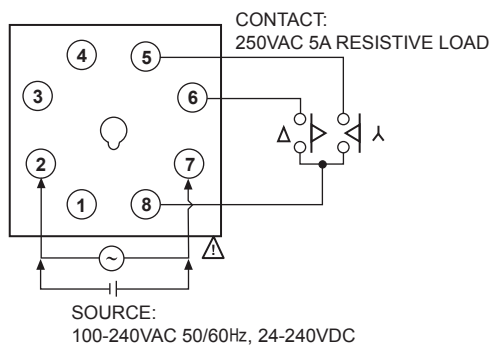 CONTACT:
250VAC 5A RESISTIVE LOAD
4
5
3
6
Δ
⅄
2
7
1
8
!
~
SOURCE:
100-240VAC 50/60Hz, 24-240VDC